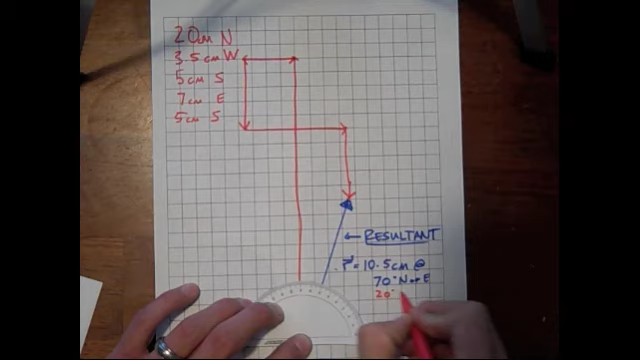 20cm N
3.5cm W
5cm S
7cm E
5cm S
← RESULTANT
r⃗ = 10.5cm @
70° N of E
20°